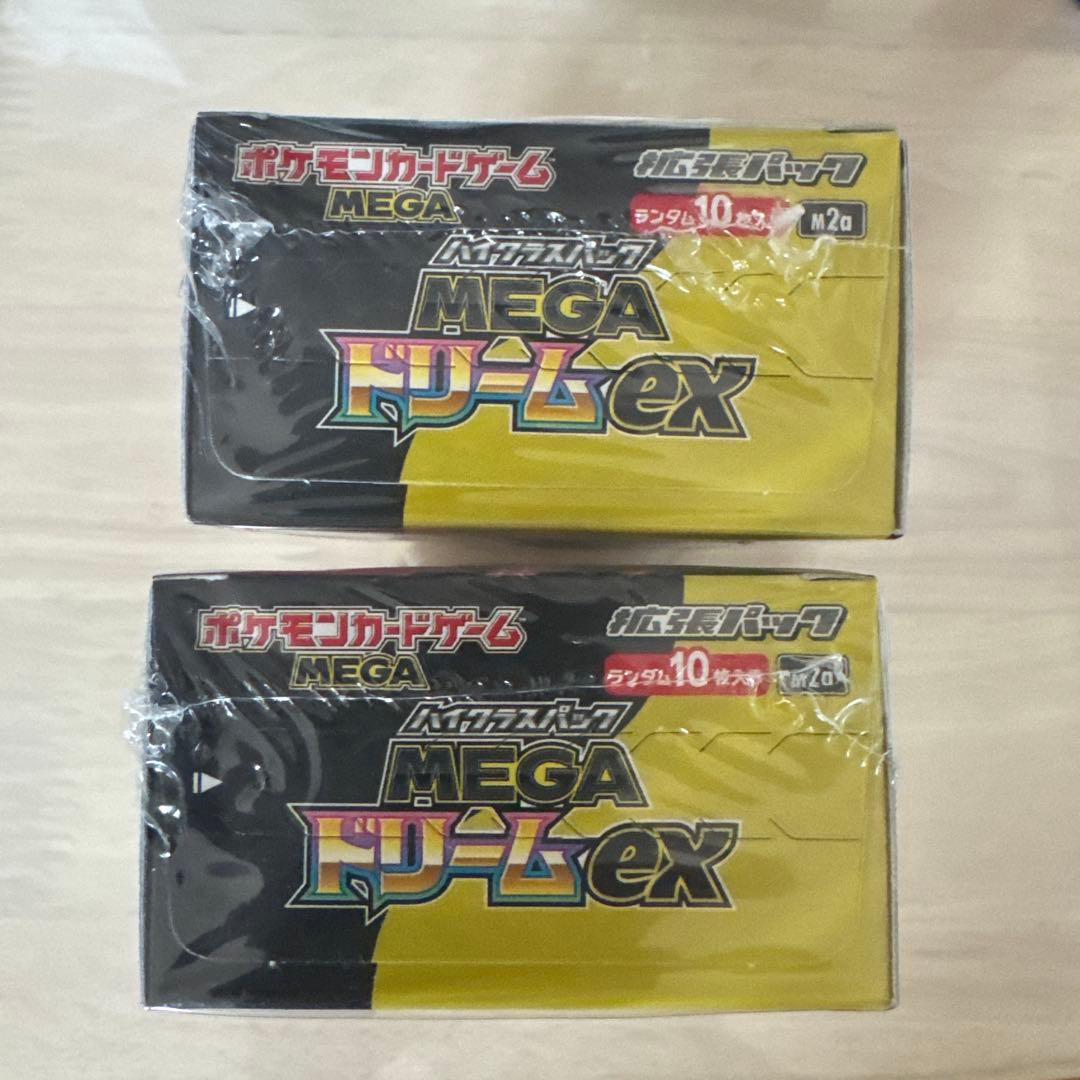 ポケモンカードゲーム
MEGA
拡張パック
ランダム10枚入
M2a
ハイクラスパック
MEGA
ドリームex
ポケモンカードゲーム
MEGA
拡張パック
ランダム10枚入り
M2a
ハイクラスパック
MEGA
ドリームex